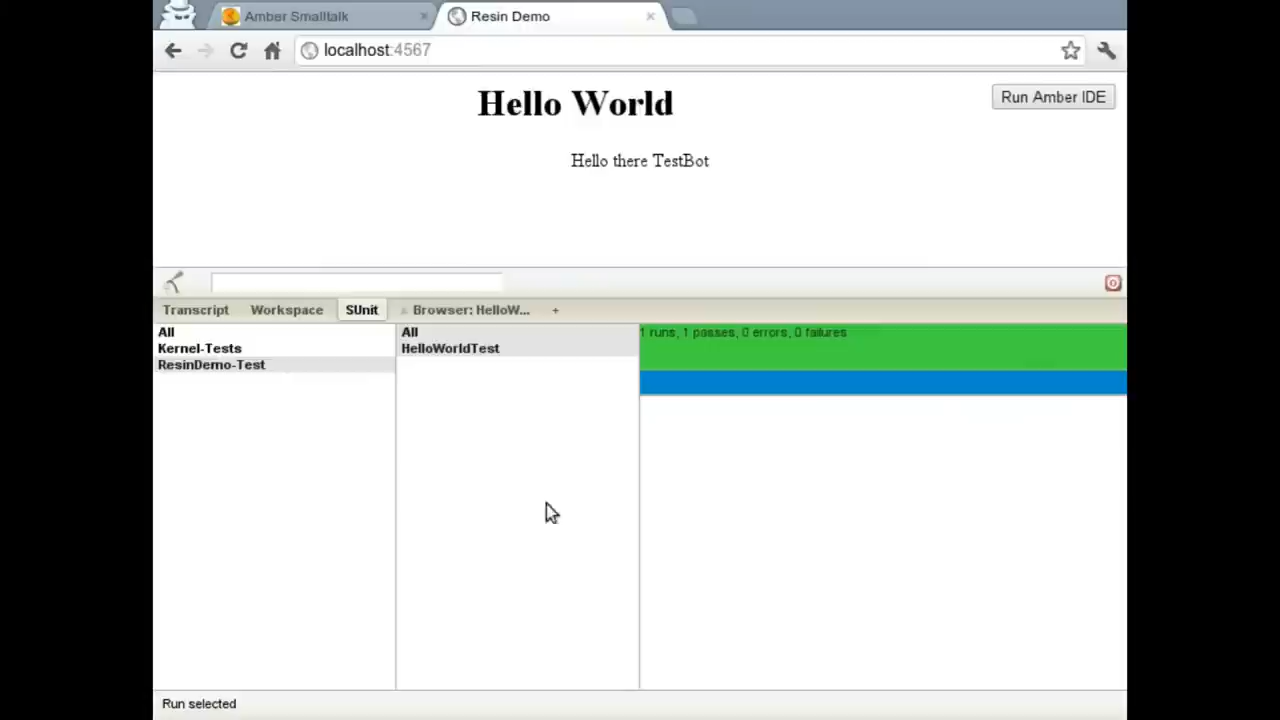 Amber Smalltalk
Resin Demo
localhost:4567
Hello World
Run Amber IDE
Hello there TestBot
Transcript
Workspace
SUnit
Browser: HelloW...
+
All
Kernel-Tests
ResinDemo-Test
All
HelloWorldTest
1 runs, 1 passes, 0 errors, 0 failures
Run selected